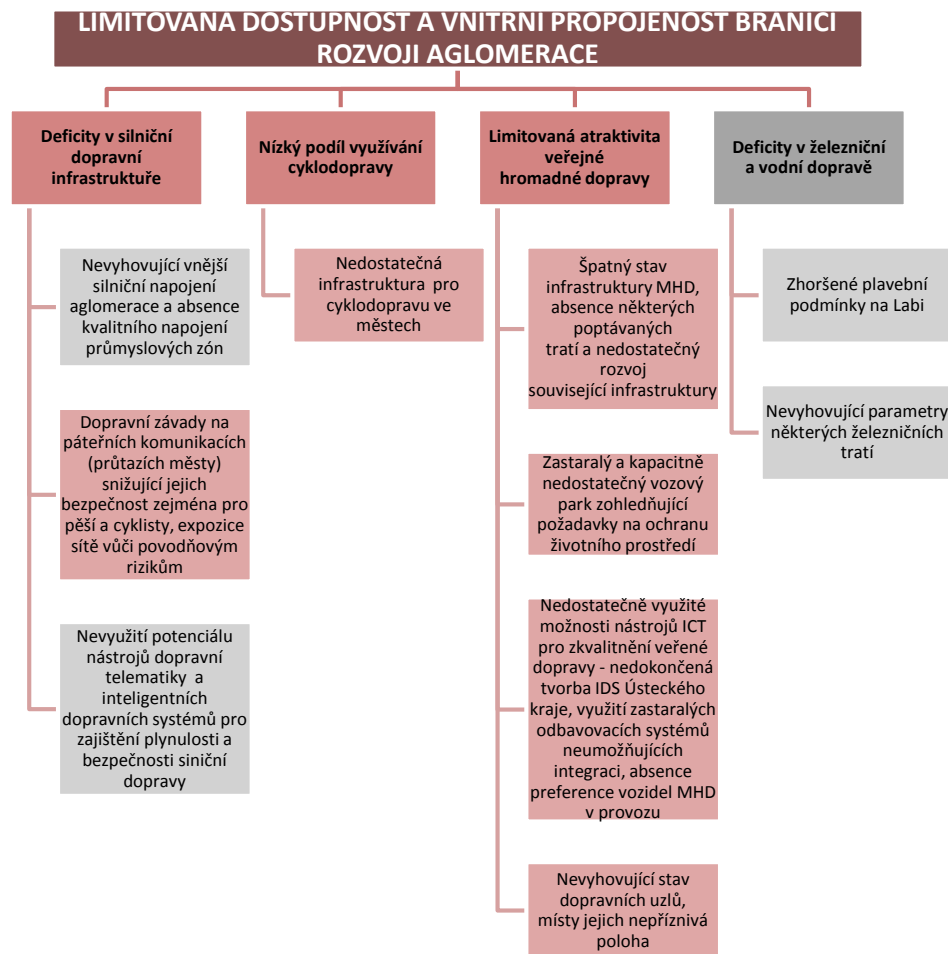 LIMITOVANÁ DOSTUPNOST A VNITŘNÍ PROPOJENOST BRÁNÍCÍ
ROZVOJI AGLOMERACE
Deficity v silniční
dopravní
infrastruktuře
Nevyhovující vnější
silniční napojení
aglomerace a absence
kvalitního napojení
průmyslových zón
Dopravní závady na
páteřních komunikacích
(průtazích městy)
snižující jejich
bezpečnost zejména pro
pěší a cyklisty, expozice
sítě vůči povodňovým
rizikům
Nevyužití potenciálu
nástrojů dopravní
telematiky a
inteligentních
dopravních systémů pro
zajištění plynulosti a
bezpečnosti siniční
dopravy
Nízký podíl využívání
cyklodopravy
Nedostatečná
infrastruktura pro
cyklodopravu ve
městech
Limitovaná atraktivita
veřejné
hromadné dopravy
Špatný stav
infrastruktury MHD,
absence některých
poptávaných
tratí a nedostatečný
rozvoj
související infrastruktury
Zastaralý a kapacitně
nedostatečný vozový
park zohledňující
požadavky na ochranu
životního prostředí
Nedostatečně využité
možnosti nástrojů ICT
pro zkvalitnění veřené
dopravy - nedokončená
tvorba IDS Ústeckého
kraje, využití zastaralých
odbavovacích systémů
neumožňujících
integraci, absence
preference vozidel MHD
v provozu
Nevyhovující stav
dopravních uzlů,
místy jejich nepříznivá
poloha
Deficity v železniční
a vodní dopravě
Zhoršené plavební
podmínky na Labi
Nevyhovující parametry
některých železničních
tratí